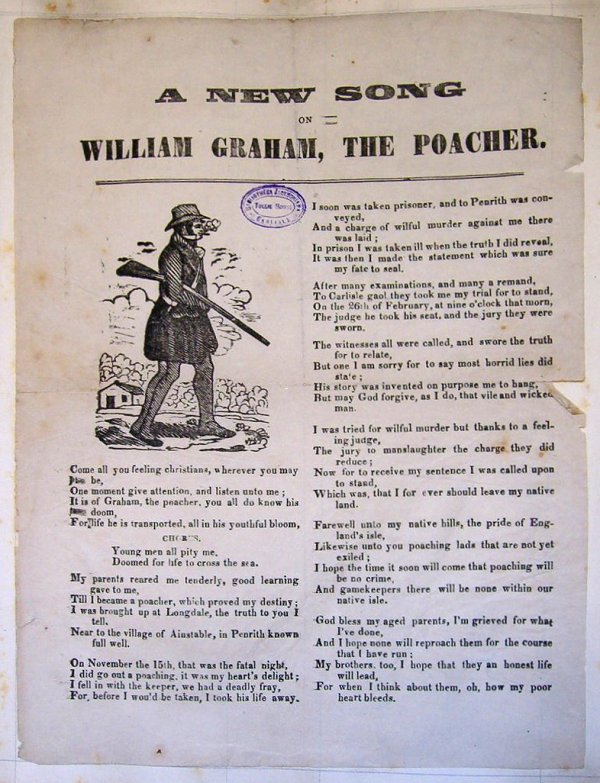 A NEW SONG
ON
WILLIAM GRAHAM, THE POACHER.
TULLIE HOUSE
CARLISLE
Come all you feeling christians, wherever you may
be,
One moment give attention, and listen unto me ;
It is of Graham, the poacher, you all do know his
doom,
For life he is transported, all in his youthful bloom,
CHORUS.
Young men all pity me,
Doomed for life to cross the sea.
My parents reared me tenderly, good learning
gave to me,
Till I became a poacher, which proved my destiny ;
I was brought up at Longdale, the truth to you I
tell.
Near to the village of Ainstable, in Penrith known
full well.
On November the 15th, that was the fatal night,
I did go out a poaching, it was my heart's delight ;
I fell in with the keeper, we had a deadly fray,
For before I wou'd be taken, I took his life away.
I soon was taken prisoner, and to Penrith was con-
veyed,
And a charge of wilful murder against me there
was laid ;
In prison I was taken ill when the truth I did reveal,
It was then I made the statement which was sure
my fate to seal.
After many examinations, and many a remand,
To Carlisle gaol they took me my trial for to stand,
On the 26th of February, at nine o'clock that morn,
The judge he took his seat, and the jury they were
sworn.
The witnesses all were called, and swore the truth
for to relate,
But one I am sorry for to say most horrid lies did
state ;
His story was invented on purpose me to hang,
But may God forgive, as I do, that vile and wicked
man.
I was tried for wilful murder but thanks to a feel-
ing judge,
The jury to manslaughter the charge they did
reduce ;
Now for to receive my sentence I was called upon
to stand,
Which was, that I for ever should leave my native
land.
Farewell unto my native hills, the pride of Eng-
land's isle,
Likewise unto you poaching lads that are not yet
exiled ;
I hope the time it soon will come that poaching will
be no crime,
And gamekeepers there will be none within our
native isle.
God bless my aged parents, I'm grieved for what
I've done,
And I hope none will reproach them for the course
that I have run ;
My brothers, too, I hope that they an honest life
will lead,
For when I think about them, oh, how my poor
heart bleeds.